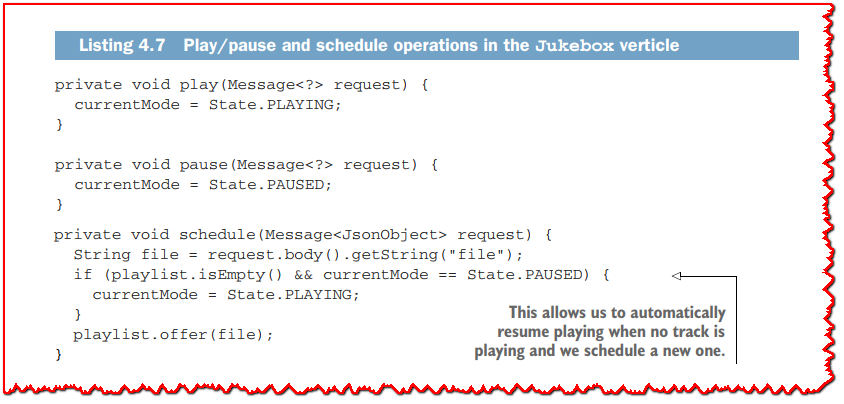 Listing 4.7 Play/pause and schedule operations in the Jukebox verticle
private void play(Message<?> request) {
  currentMode = State.PLAYING;
}
private void pause(Message<?> request) {
  currentMode = State.PAUSED;
}
private void schedule(Message<JsonObject> request) {
  String file = request.body().getString("file");
  if (playlist.isEmpty() && currentMode == State.PAUSED) {
    currentMode = State.PLAYING;
  }
  playlist.offer(file);
}
This allows us to automatically
resume playing when no track is
playing and we schedule a new one.